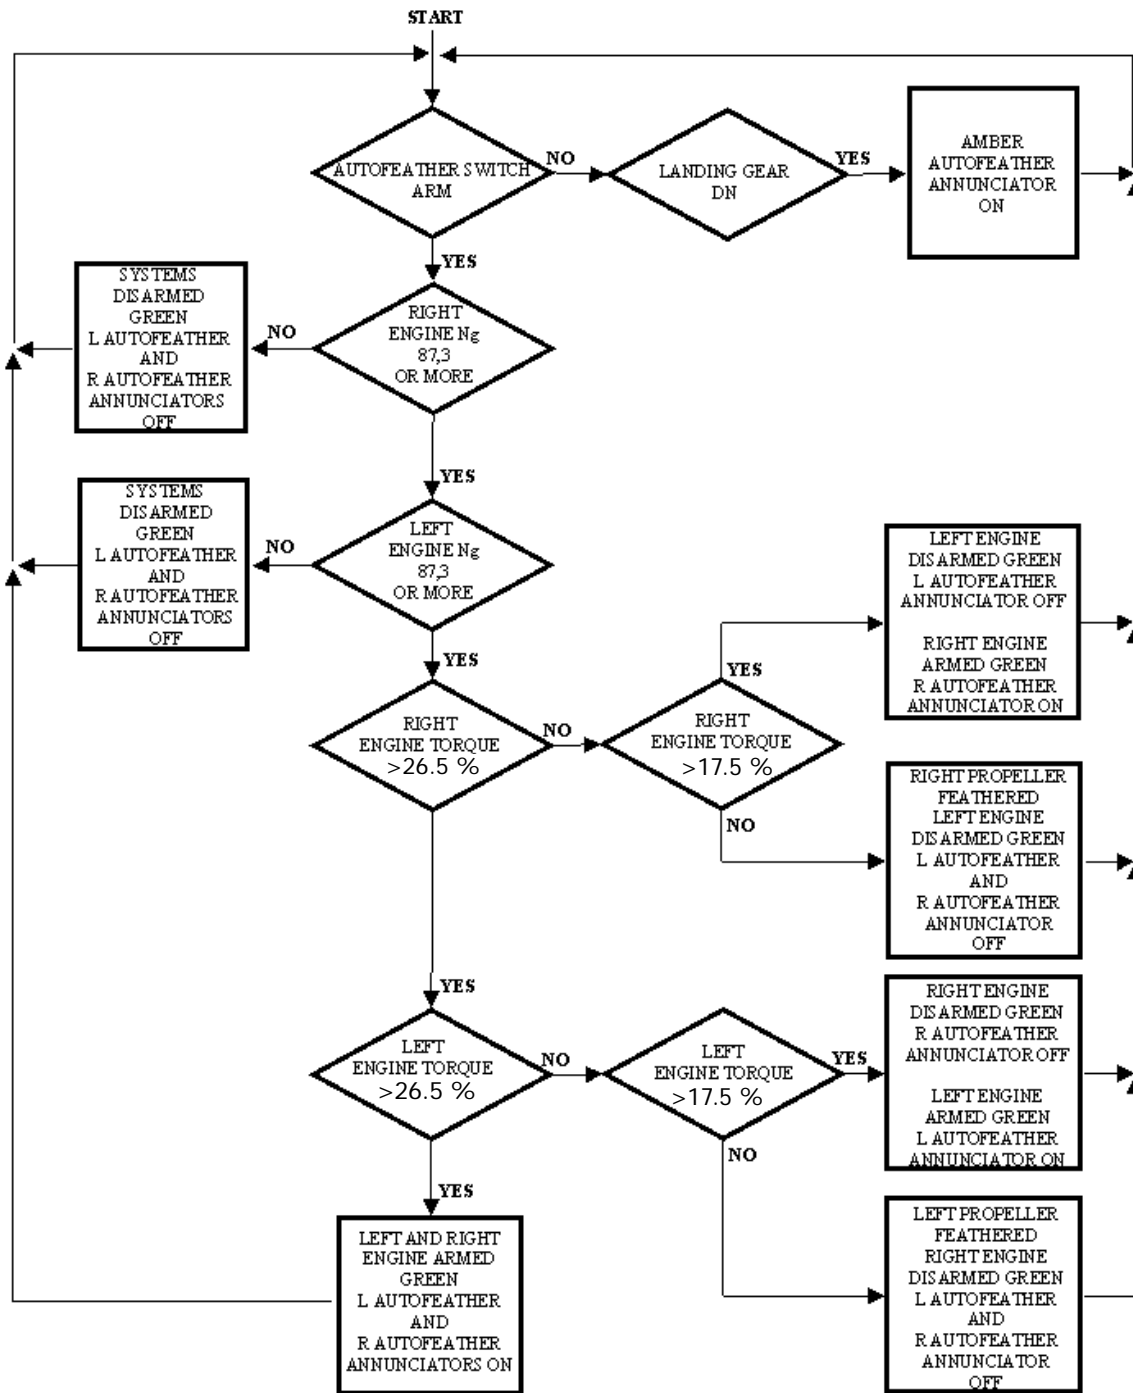 START
AUTOFEATHER SWITCH
ARM
NO
LANDING GEAR
DN
YES
AMBER
AUTOFEATHER
ANNUNCIATOR
ON
YES
SYSTEMS
DISARMED
GREEN
L AUTOFEATHER
AND
R AUTOFEATHER
ANNUNCIATORS
OFF
NO
RIGHT
ENGINE Ng
87,3
OR MORE
YES
SYSTEMS
DISARMED
GREEN
L AUTOFEATHER
AND
R AUTOFEATHER
ANNUNCIATORS
OFF
NO
LEFT
ENGINE Ng
87,3
OR MORE
YES
RIGHT
ENGINE TORQUE
>26.5 %
NO
RIGHT
ENGINE TORQUE
>17.5 %
YES
LEFT ENGINE
DISARMED GREEN
L AUTOFEATHER
ANNUNCIATOR OFF
RIGHT ENGINE
ARMED GREEN
R AUTOFEATHER
ANNUNCIATOR ON
NO
RIGHT PROPELLER
FEATHERED
LEFT ENGINE
DISARMED GREEN
L AUTOFEATHER
AND
R AUTOFEATHER
ANNUNCIATOR
OFF
YES
LEFT
ENGINE TORQUE
>26.5 %
NO
LEFT
ENGINE TORQUE
>17.5 %
YES
RIGHT ENGINE
DISARMED GREEN
R AUTOFEATHER
ANNUNCIATOR OFF
LEFT ENGINE
ARMED GREEN
L AUTOFEATHER
ANNUNCIATOR ON
NO
LEFT PROPELLER
FEATHERED
RIGHT ENGINE
DISARMED GREEN
L AUTOFEATHER
AND
R AUTOFEATHER
ANNUNCIATOR
OFF
YES
LEFT AND RIGHT
ENGINE ARMED
GREEN
L AUTOFEATHER
AND
R AUTOFEATHER
ANNUNCIATORS ON